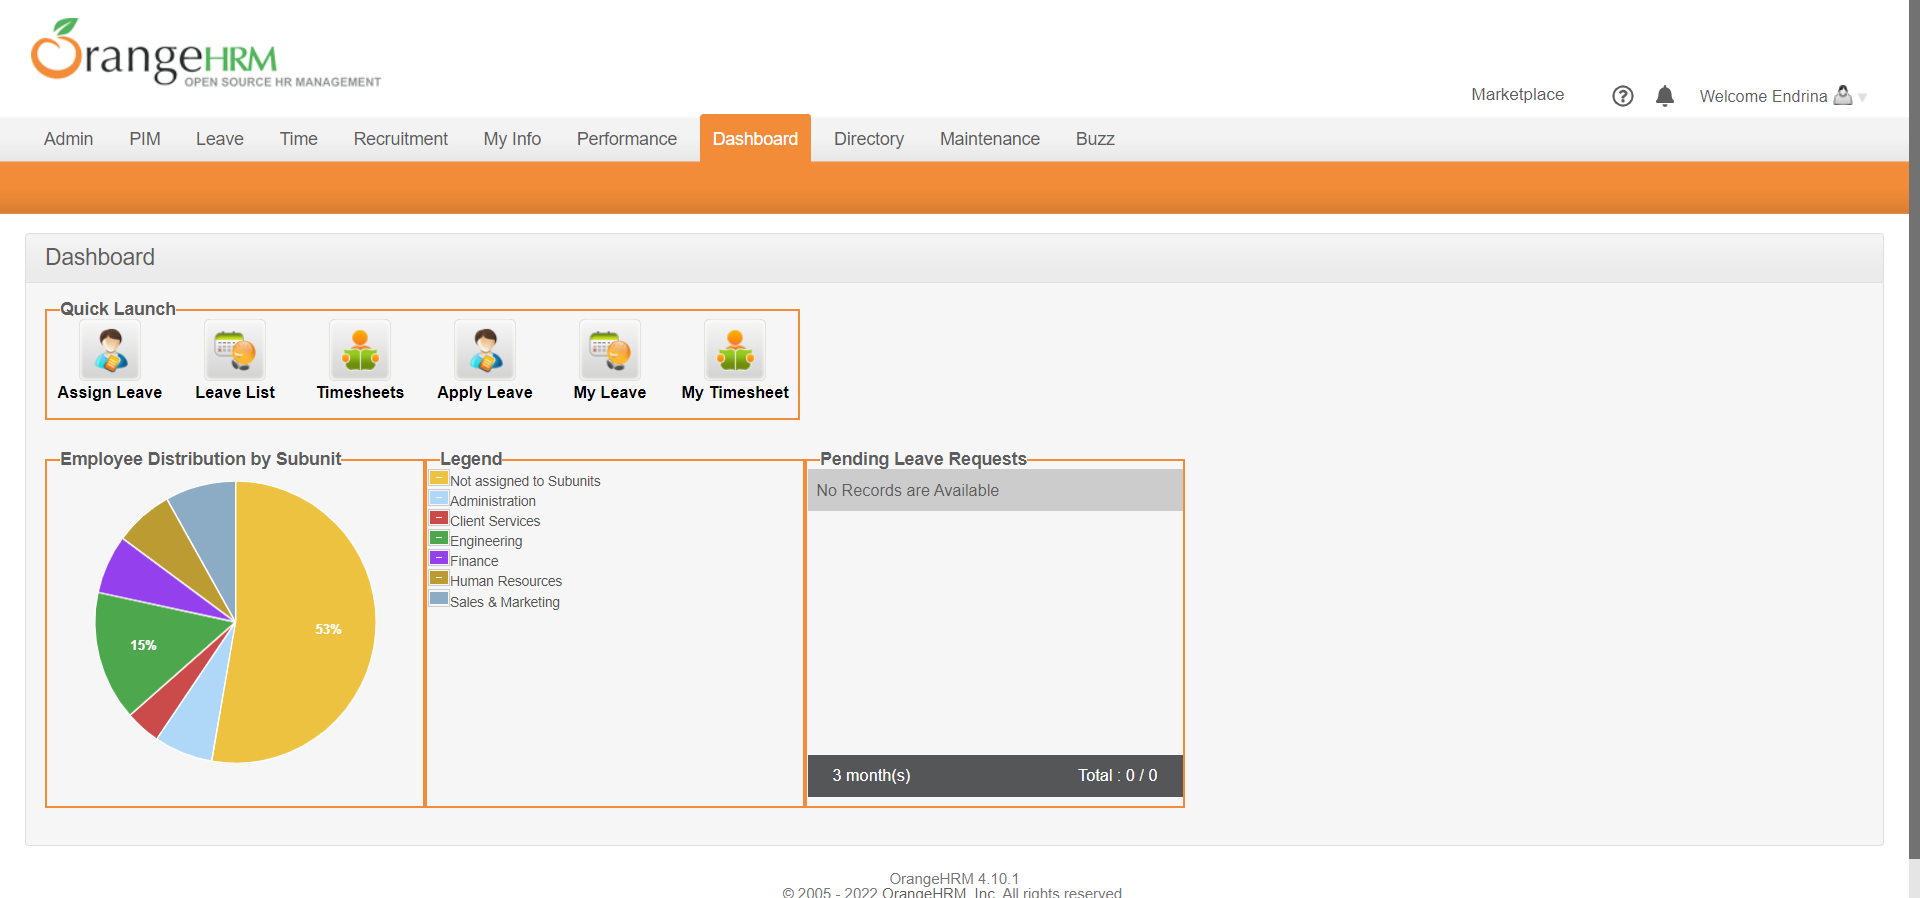 OrangeHRM
OPEN SOURCE HR MANAGEMENT
Marketplace
Welcome Endrina
Admin PIM Leave Time Recruitment My Info Performance Dashboard Directory Maintenance Buzz
Dashboard
Quick Launch
Assign Leave Leave List Timesheets Apply Leave My Leave My Timesheet
Employee Distribution by Subunit
53%
15%
Legend
Not assigned to Subunits
Administration
Client Services
Engineering
Finance
Human Resources
Sales & Marketing
Pending Leave Requests
No Records are Available
3 month(s) Total : 0 / 0
OrangeHRM 4.10.1
© 2005 - 2022 OrangeHRM, Inc. All rights reserved